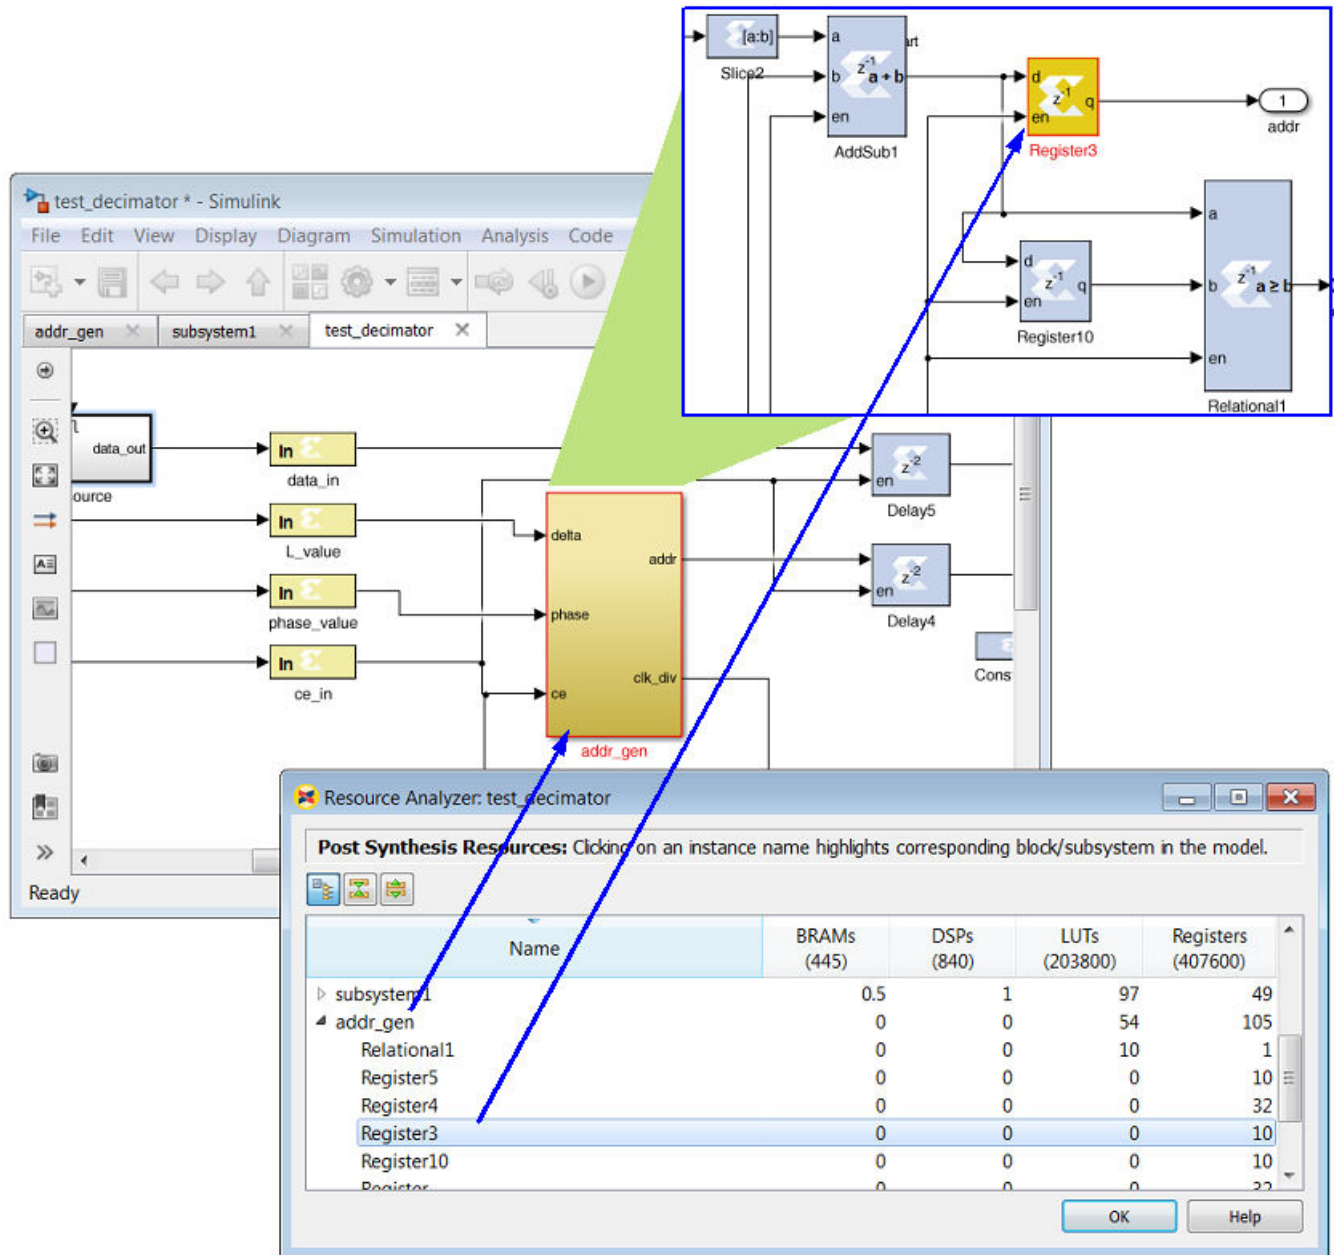 [a:b]
Slice2
a
b
en
z-1
a + b
art
AddSub1
d
en
z-1
q
Register3
1
addr
a
b
en
z-1
a ≥ b
Relational1
d
en
z-1
q
Register10
test_decimator * - Simulink
File Edit View Display Diagram Simulation Analysis Code
addr_gen
subsystem1
test_decimator
data_out
ource
In
data_in
In
L_value
In
phase_value
In
ce_in
delta
phase
ce
addr
clk_div
addr_gen
en
z-2
Delay5
en
z-2
Delay4
Cons
Ready
Resource Analyzer: test_decimator
Post Synthesis Resources: Clicking on an instance name highlights corresponding block/subsystem in the model.
Name BRAMs (445) DSPs (840) LUTs (203800) Registers (407600)
subsystem1 0.5 1 97 49
addr_gen 0 0 54 105
Relational1 0 0 10 1
Register5 0 0 0 10
Register4 0 0 0 32
Register3 0 0 0 10
Register10 0 0 0 10
Register 0 0 0 32
OK Help